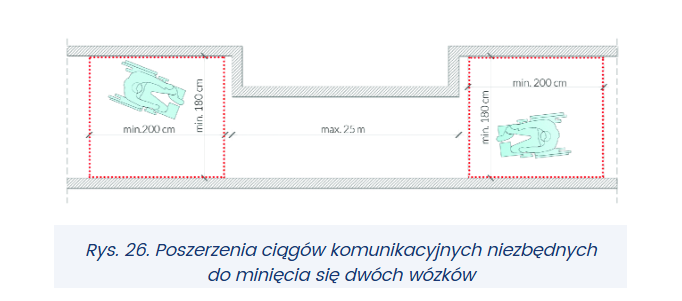 min. 200 cm
min. 180 cm
min.200 cm
max. 25 m
min. 180 cm
Rys. 26. Poszerzenia ciągów komunikacyjnych niezbędnych
do minięcia się dwóch wózków